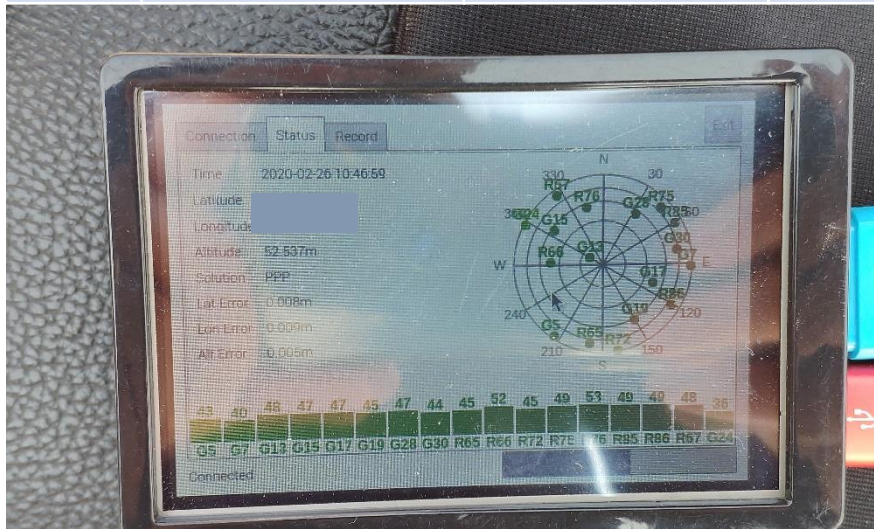 Connection Status Record Exit
Time 2020-02-26 10:46:59
Latitude
Longitude
Altitude 52.537m
Solution PPP
Lat Error 0.008m
Lon Error 0.009m
Alt Error 0.005m
N
330 30
R67 R76 G28 R75
300 G24 G15 R85 60
G13 G30
W R66 G7 E
G17
R86
240 G19 120
G5 R65 R72
210 150
S
43 40 48 47 47 45 47 44 45 52 45 49 53 49 49 48 36
G5 G7 G13 G15 G17 G19 G28 G30 R65 R66 R72 R75 R76 R85 R86 R67 G24
Connected